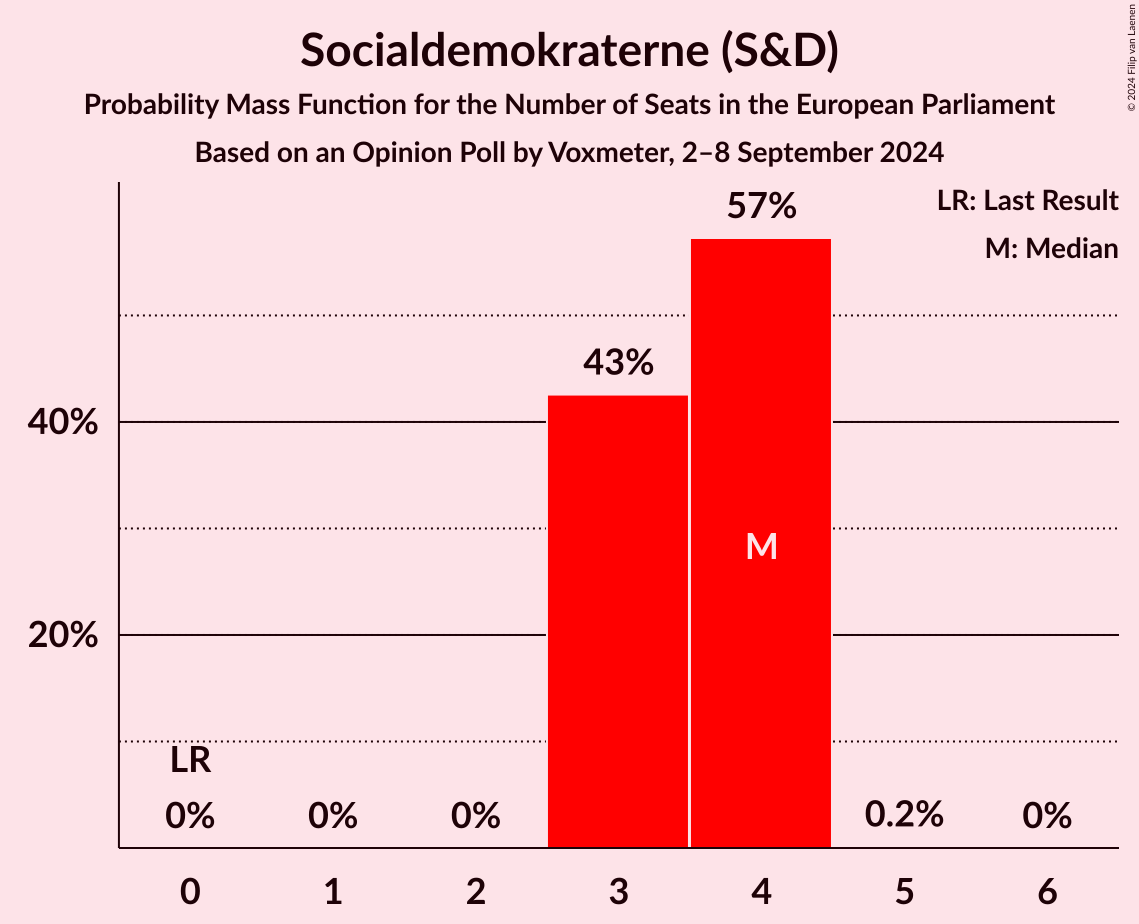 Socialdemokraterne (S&D)
Probability Mass Function for the Number of Seats in the European Parliament
Based on an Opinion Poll by Voxmeter, 2–8 September 2024
© 2024 Filip van Laenen
LR: Last Result
M: Median
57%
43%
40%
M
20%
LR
0%
0%
0%
0.2%
0%
0
1
2
3
4
5
6